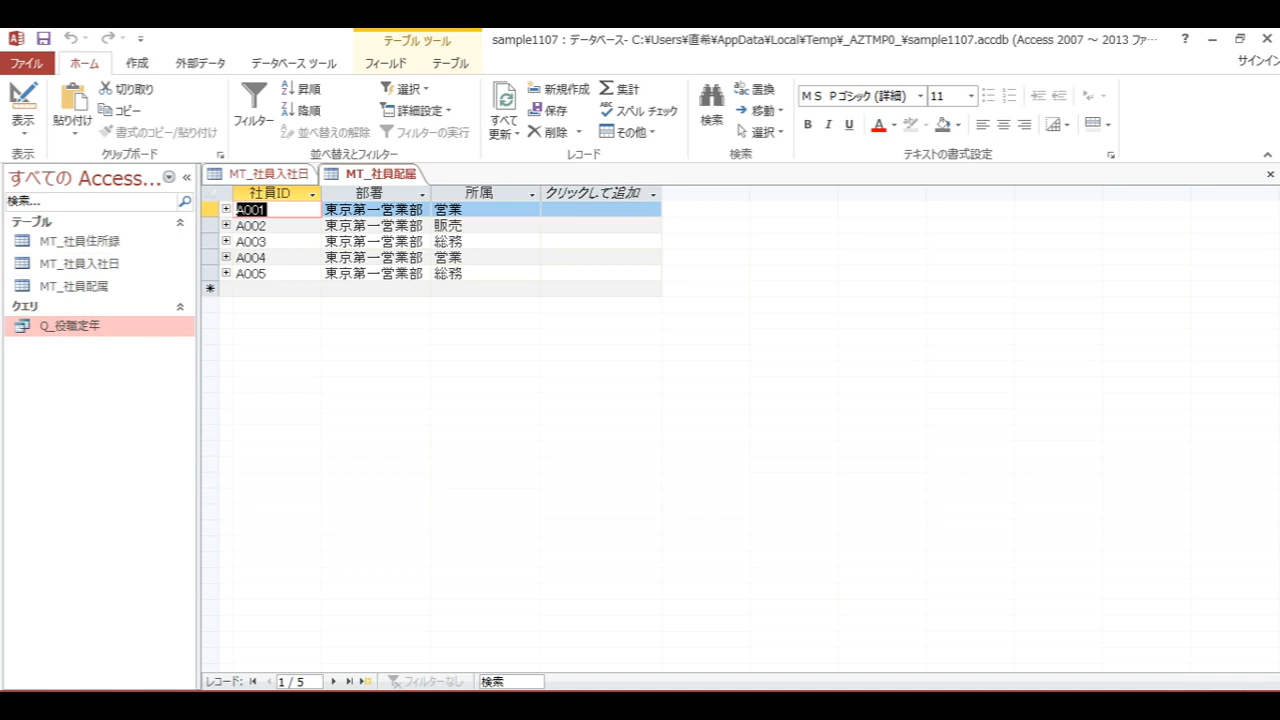 テーブル ツール
sample1107 : データベース- C:¥Users¥直希¥AppData¥Local¥Temp¥_AZTMP0_¥sample1107.accdb (Access 2007 ～ 2013 ファ…
?
ファイル ホーム 作成 外部データ データベース ツール フィールド テーブル サインイン
表示 貼り付け 切り取り コピー 書式のコピー/貼り付け
フィルター 昇順 降順 並べ替えの解除 選択 詳細設定 フィルターの実行
すべて 更新 新規作成 保存 削除 集計 スペル チェック その他
検索 置換 移動 選択
MS Pゴシック (詳細) 11
B I U A
表示 クリップボード 並べ替えとフィルター レコード 検索 テキストの書式設定
すべての Access... «
検索...
テーブル
MT_社員住所録
MT_社員入社日
MT_社員配属
クエリ
Q_役職定年
MT_社員入社日 MT_社員配属
社員ID 部署 所属 クリックして追加
A001 東京第一営業部 営業
A002 東京第一営業部 販売
A003 東京第一営業部 総務
A004 東京第一営業部 営業
A005 東京第一営業部 総務
レコード: 1 / 5 フィルターなし 検索